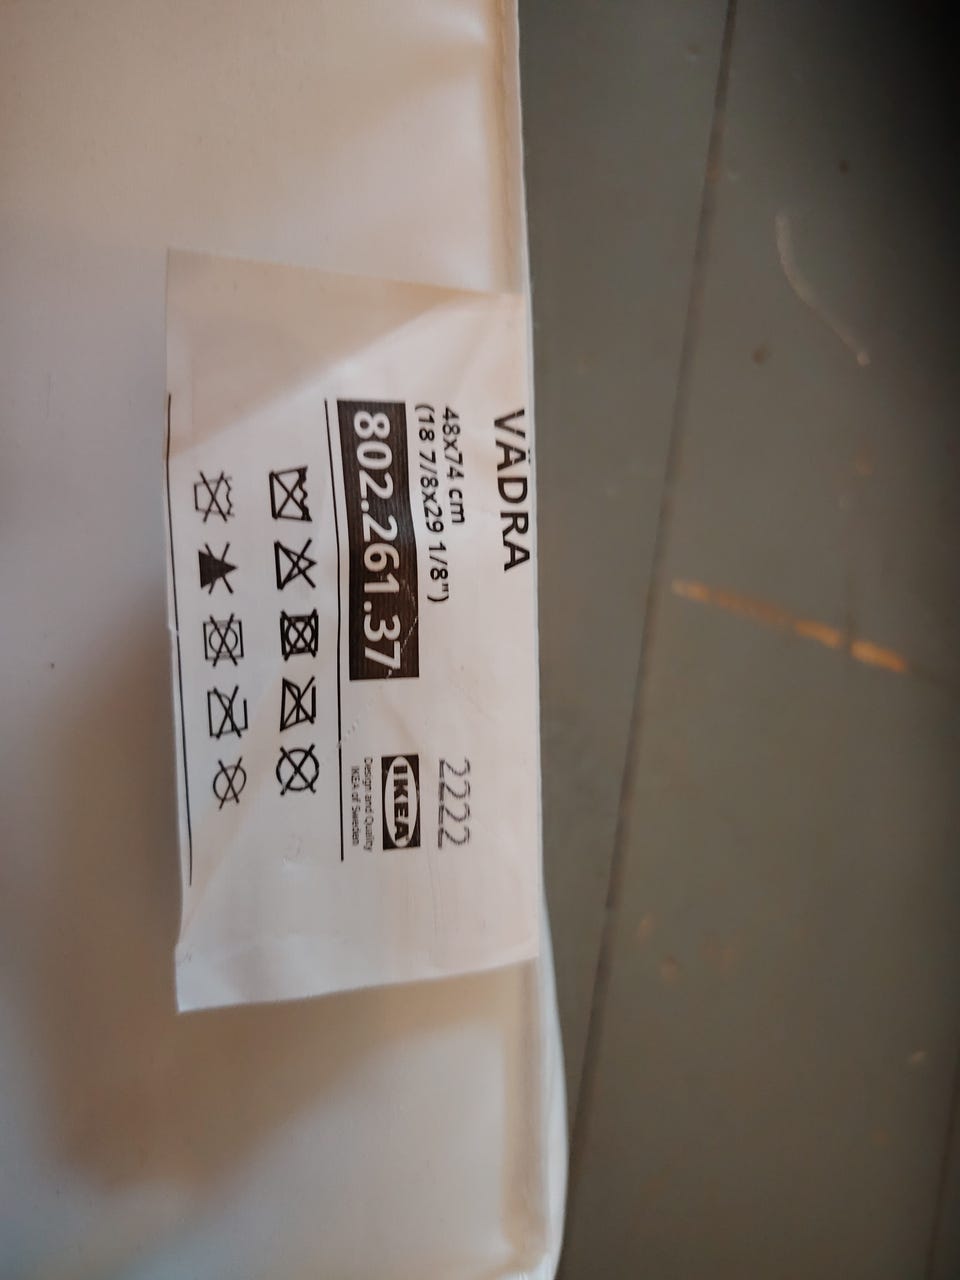 VÄDRA
48x74 cm
(18 7/8x29 1/8")
2222
802.261.37
IKEA
Design and Quality
IKEA of Sweden